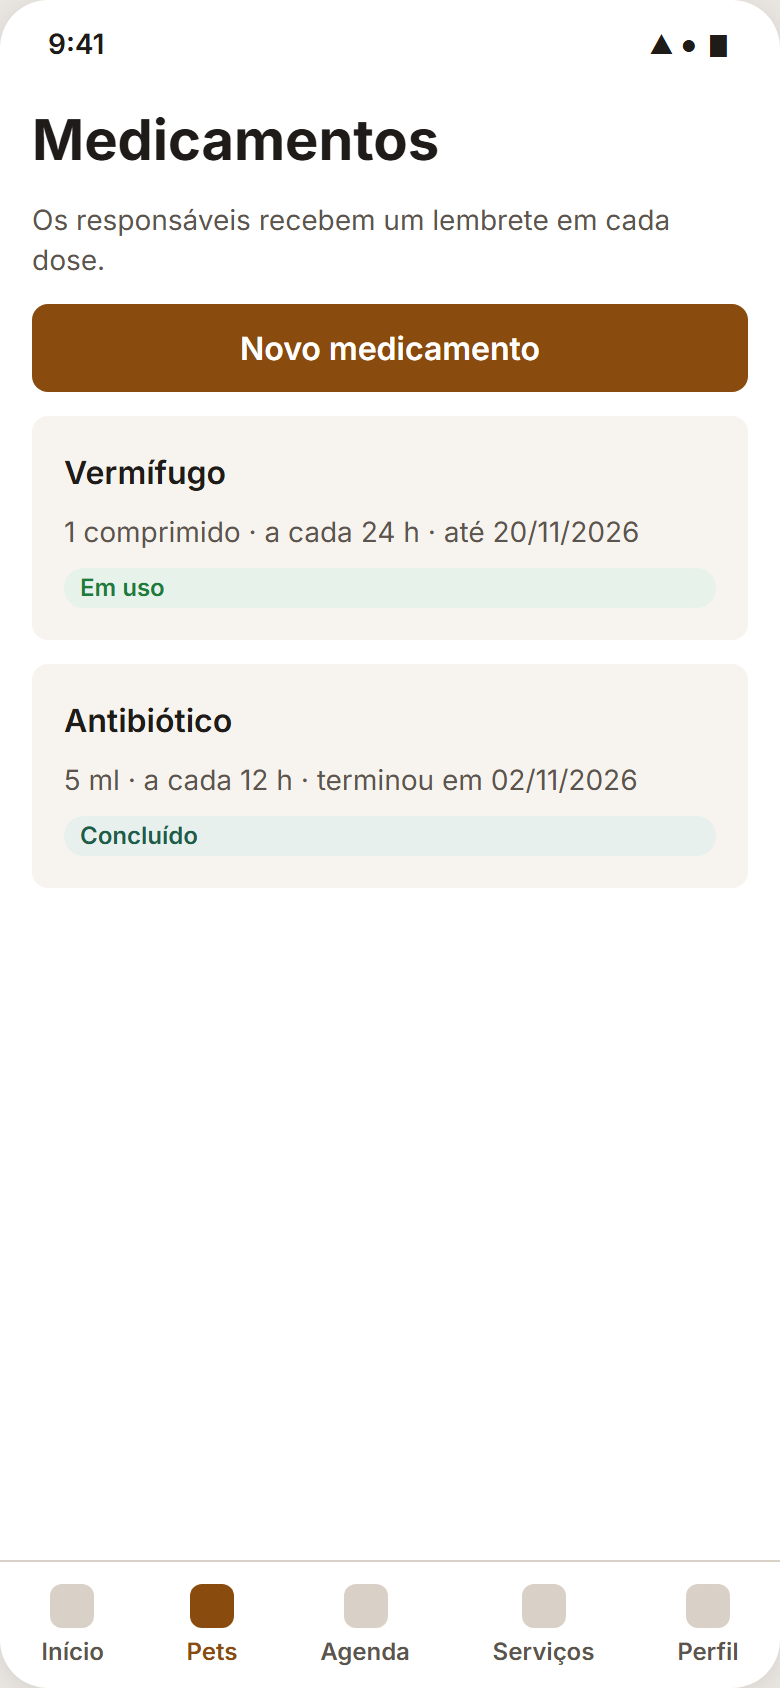 9:41
Medicamentos
Os responsáveis recebem um lembrete em cada
dose.
Novo medicamento
Vermífugo
1 comprimido · a cada 24 h · até 20/11/2026
Em uso
Antibiótico
5 ml · a cada 12 h · terminou em 02/11/2026
Concluído
Início
Pets
Agenda
Serviços
Perfil